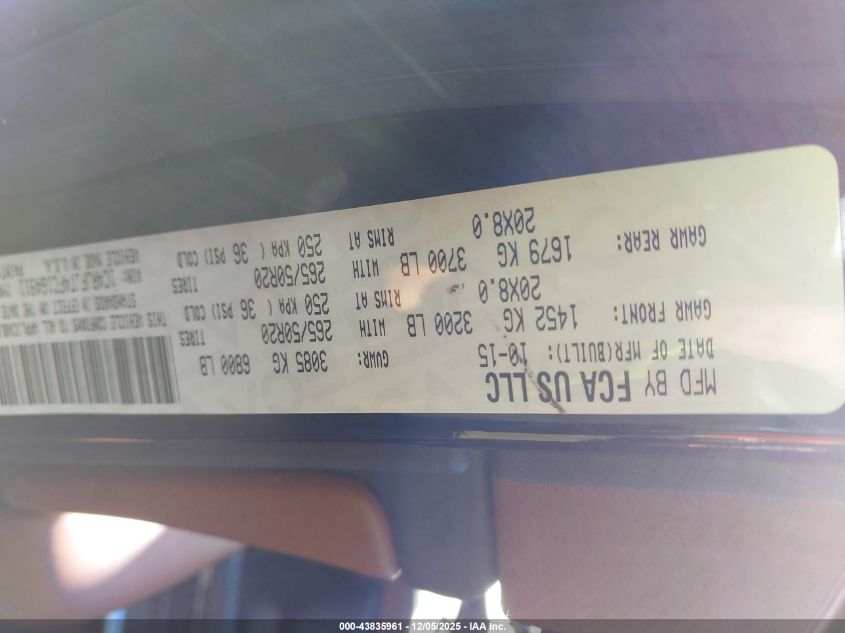 MFD BY FCA US LLC
DATE OF MFR(BUILT): 10-15 GVWR: 3085 KG 6800 LB
GAWR FRONT: 1452 KG 3200 LB WITH 265/50R20 TIRES
20X8.0 RIMS AT 250 KPA ( 36 PSI) COLD
GAWR REAR: 1679 KG 3700 LB WITH 265/50R20 TIRES
20X8.0 RIMS AT 250 KPA ( 36 PSI) COLD
THIS VEHICLE CONFORMS TO ALL
STANDARDS IN EFFECT ON THE DATE
VIN:
VEHICLE MADE IN U.S.A.
000-43835961 - 12/05/2025 - IAA Inc.